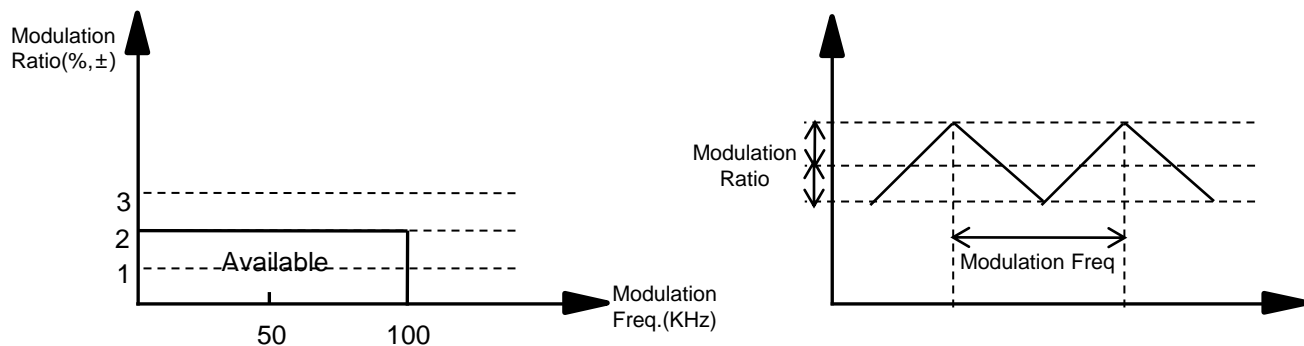 Modulation
Ratio(%,±)
3
2
1
Available
50
100
Modulation
Freq.(KHz)
Modulation
Ratio
Modulation Freq